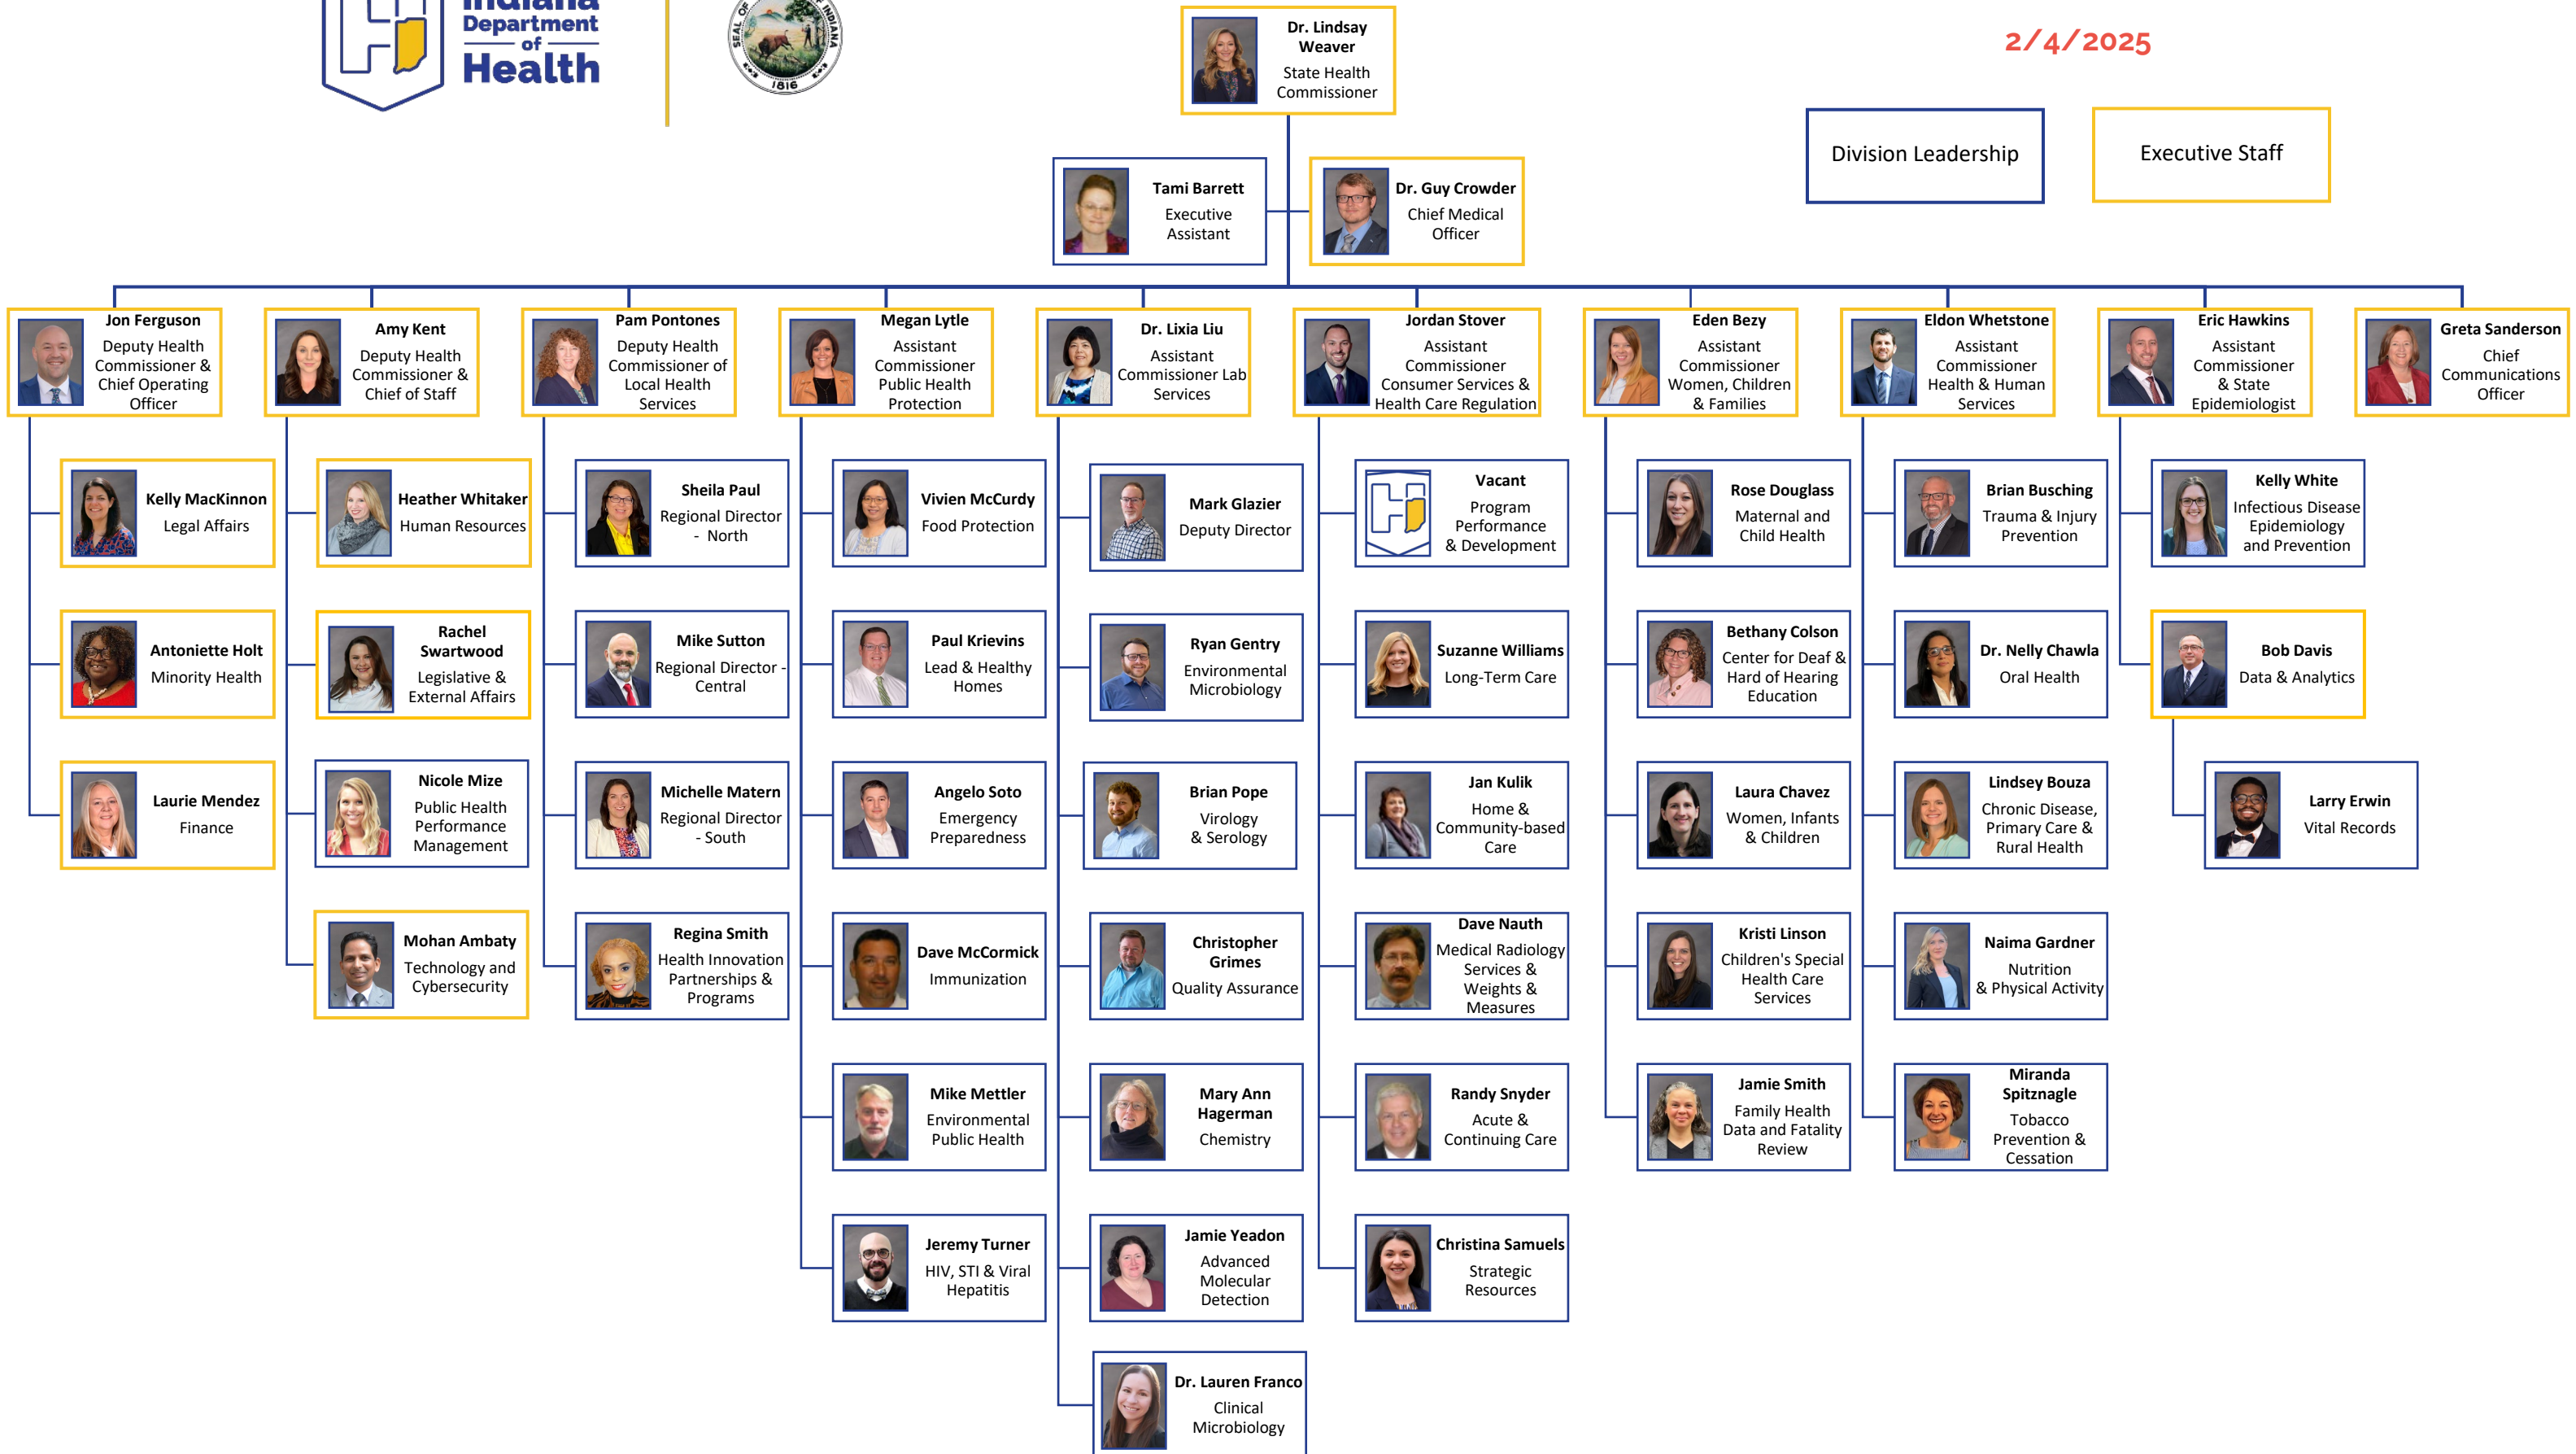 Indiana
Department
of
Health
SEAL OF
OF INDIANA
1816
Dr. Lindsay
Weaver
State Health
Commissioner
2/4/2025
Division Leadership
Executive Staff
Tami Barrett
Executive
Assistant
Dr. Guy Crowder
Chief Medical
Officer
Jon Ferguson
Deputy Health
Commissioner &
Chief Operating
Officer
Amy Kent
Deputy Health
Commissioner &
Chief of Staff
Pam Pontones
Deputy Health
Commissioner of
Local Health
Services
Megan Lytle
Assistant
Commissioner
Public Health
Protection
Dr. Lixia Liu
Assistant
Commissioner Lab
Services
Jordan Stover
Assistant
Commissioner
Consumer Services &
Health Care Regulation
Eden Bezy
Assistant
Commissioner
Women, Children
& Families
Eldon Whetstone
Assistant
Commissioner
Health & Human
Services
Eric Hawkins
Assistant
Commissioner
& State
Epidemiologist
Greta Sanderson
Chief
Communications
Officer
Kelly MacKinnon
Legal Affairs
Heather Whitaker
Human Resources
Sheila Paul
Regional Director
- North
Vivien McCurdy
Food Protection
Mark Glazier
Deputy Director
Vacant
Program
Performance
& Development
Rose Douglass
Maternal and
Child Health
Brian Busching
Trauma & Injury
Prevention
Kelly White
Infectious Disease
Epidemiology
and Prevention
Antoniette Holt
Minority Health
Rachel
Swartwood
Legislative &
External Affairs
Mike Sutton
Regional Director -
Central
Paul Krievins
Lead & Healthy
Homes
Ryan Gentry
Environmental
Microbiology
Suzanne Williams
Long-Term Care
Bethany Colson
Center for Deaf &
Hard of Hearing
Education
Dr. Nelly Chawla
Oral Health
Bob Davis
Data & Analytics
Laurie Mendez
Finance
Nicole Mize
Public Health
Performance
Management
Michelle Matern
Regional Director
- South
Angelo Soto
Emergency
Preparedness
Brian Pope
Virology
& Serology
Jan Kulik
Home &
Community-based
Care
Laura Chavez
Women, Infants
& Children
Lindsey Bouza
Chronic Disease,
Primary Care &
Rural Health
Larry Erwin
Vital Records
Mohan Ambaty
Technology and
Cybersecurity
Regina Smith
Health Innovation
Partnerships &
Programs
Dave McCormick
Immunization
Christopher
Grimes
Quality Assurance
Dave Nauth
Medical Radiology
Services &
Weights &
Measures
Kristi Linson
Children's Special
Health Care
Services
Naima Gardner
Nutrition
& Physical Activity
Mike Mettler
Environmental
Public Health
Mary Ann
Hagerman
Chemistry
Randy Snyder
Acute &
Continuing Care
Jamie Smith
Family Health
Data and Fatality
Review
Miranda
Spitznagle
Tobacco
Prevention &
Cessation
Jeremy Turner
HIV, STI & Viral
Hepatitis
Jamie Yeadon
Advanced
Molecular
Detection
Christina Samuels
Strategic
Resources
Dr. Lauren Franco
Clinical
Microbiology